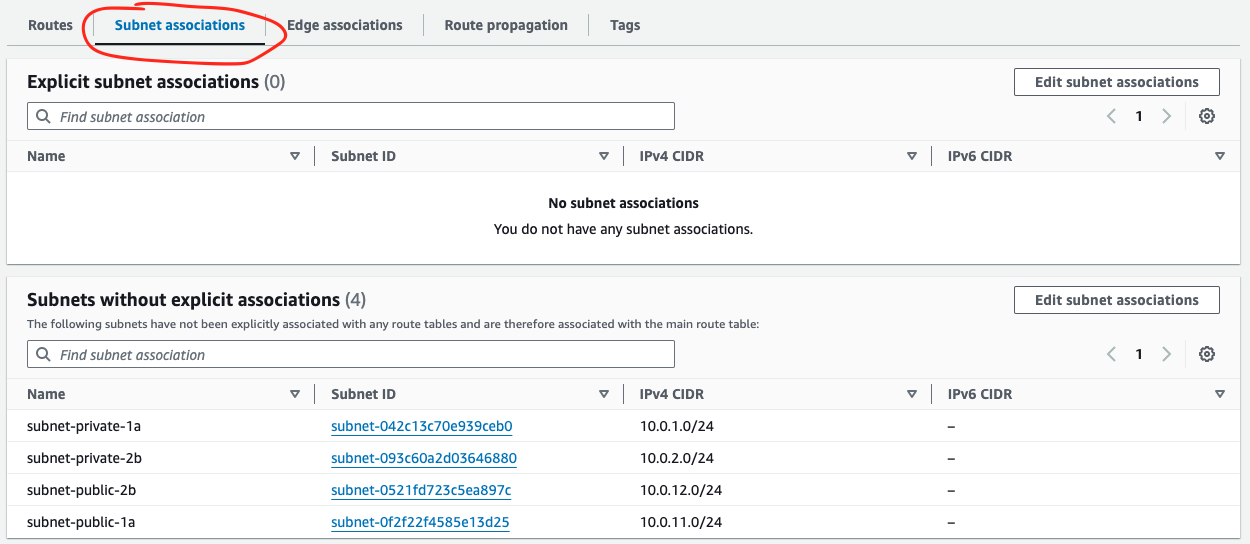 Routes Subnet associations Edge associations Route propagation Tags
Explicit subnet associations (0) Edit subnet associations
Find subnet association 1
Name Subnet ID IPv4 CIDR IPv6 CIDR
No subnet associations
You do not have any subnet associations.
Subnets without explicit associations (4) Edit subnet associations
The following subnets have not been explicitly associated with any route tables and are therefore associated with the main route table:
Find subnet association 1
Name Subnet ID IPv4 CIDR IPv6 CIDR
subnet-private-1a subnet-042c13c70e939ceb0 10.0.1.0/24 –
subnet-private-2b subnet-093c60a2d03646880 10.0.2.0/24 –
subnet-public-2b subnet-0521fd723c5ea897c 10.0.12.0/24 –
subnet-public-1a subnet-0f2f22f4585e13d25 10.0.11.0/24 –